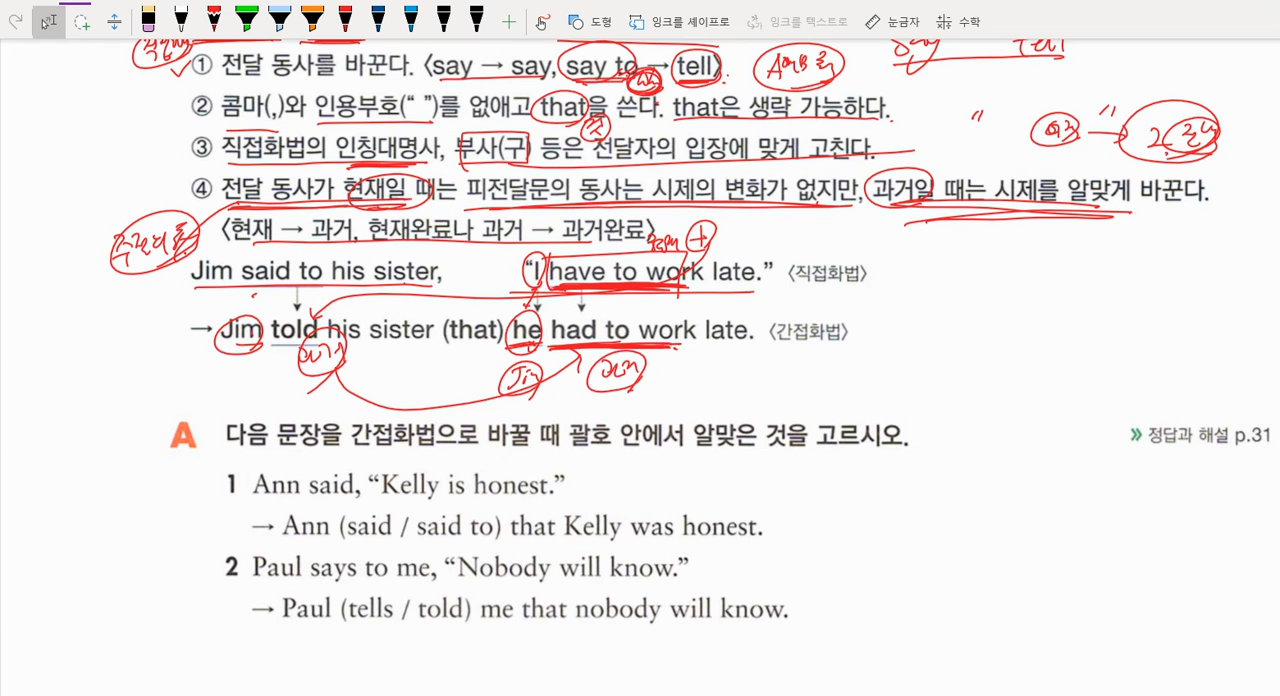 도형 잉크를 셰이프로 잉크를 텍스트로 눈금자 수학
① 전달 동사를 바꾼다. 〈say → say, say to → tell〉
② 콤마(,)와 인용부호(“ ”)를 없애고 that을 쓴다. that은 생략 가능하다.
③ 직접화법의 인칭대명사, 부사(구) 등은 전달자의 입장에 맞게 고친다.
④ 전달 동사가 현재일 때는 피전달문의 동사는 시제의 변화가 없지만, 과거일 때는 시제를 알맞게 바꾼다.
〈현재 → 과거, 현재완료나 과거 → 과거완료〉
Jim said to his sister, “I have to work late.” 〈직접화법〉
→ Jim told his sister (that) he had to work late. 〈간접화법〉
Jim
A 다음 문장을 간접화법으로 바꿀 때 괄호 안에서 알맞은 것을 고르시오. » 정답과 해설 p.31
1 Ann said, “Kelly is honest.”
→ Ann (said / said to) that Kelly was honest.
2 Paul says to me, “Nobody will know.”
→ Paul (tells / told) me that nobody will know.